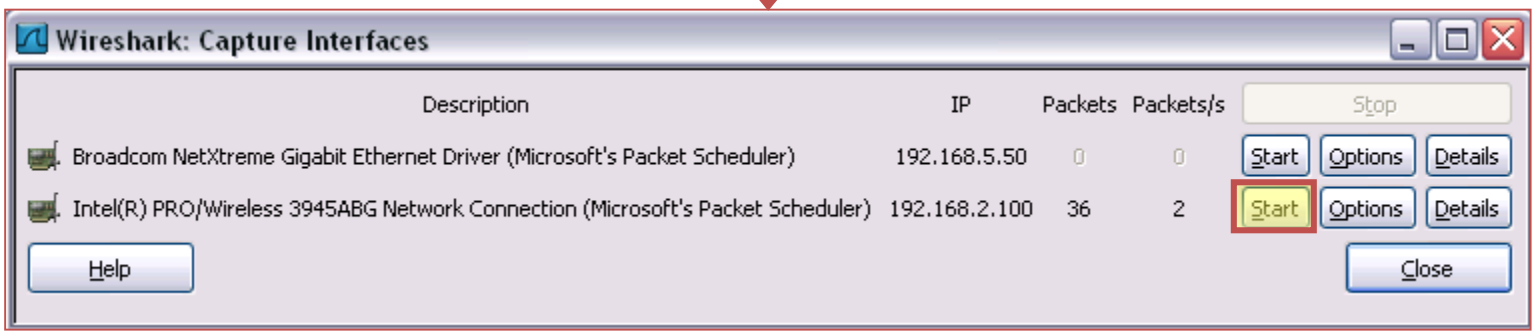 Wireshark: Capture Interfaces
Description IP Packets Packets/s Stop
Broadcom NetXtreme Gigabit Ethernet Driver (Microsoft's Packet Scheduler) 192.168.5.50 0 0 Start Options Details
Intel(R) PRO/Wireless 3945ABG Network Connection (Microsoft's Packet Scheduler) 192.168.2.100 36 2 Start Options Details
Help Close